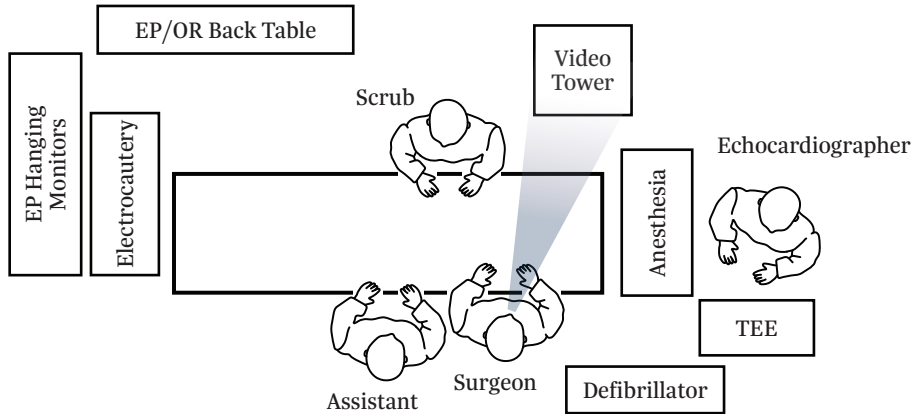 EP/OR Back Table
Video
Tower
Scrub
EP Hanging
Monitors
Electrocautery
Echocardiographer
Anesthesia
TEE
Assistant
Surgeon
Defibrillator